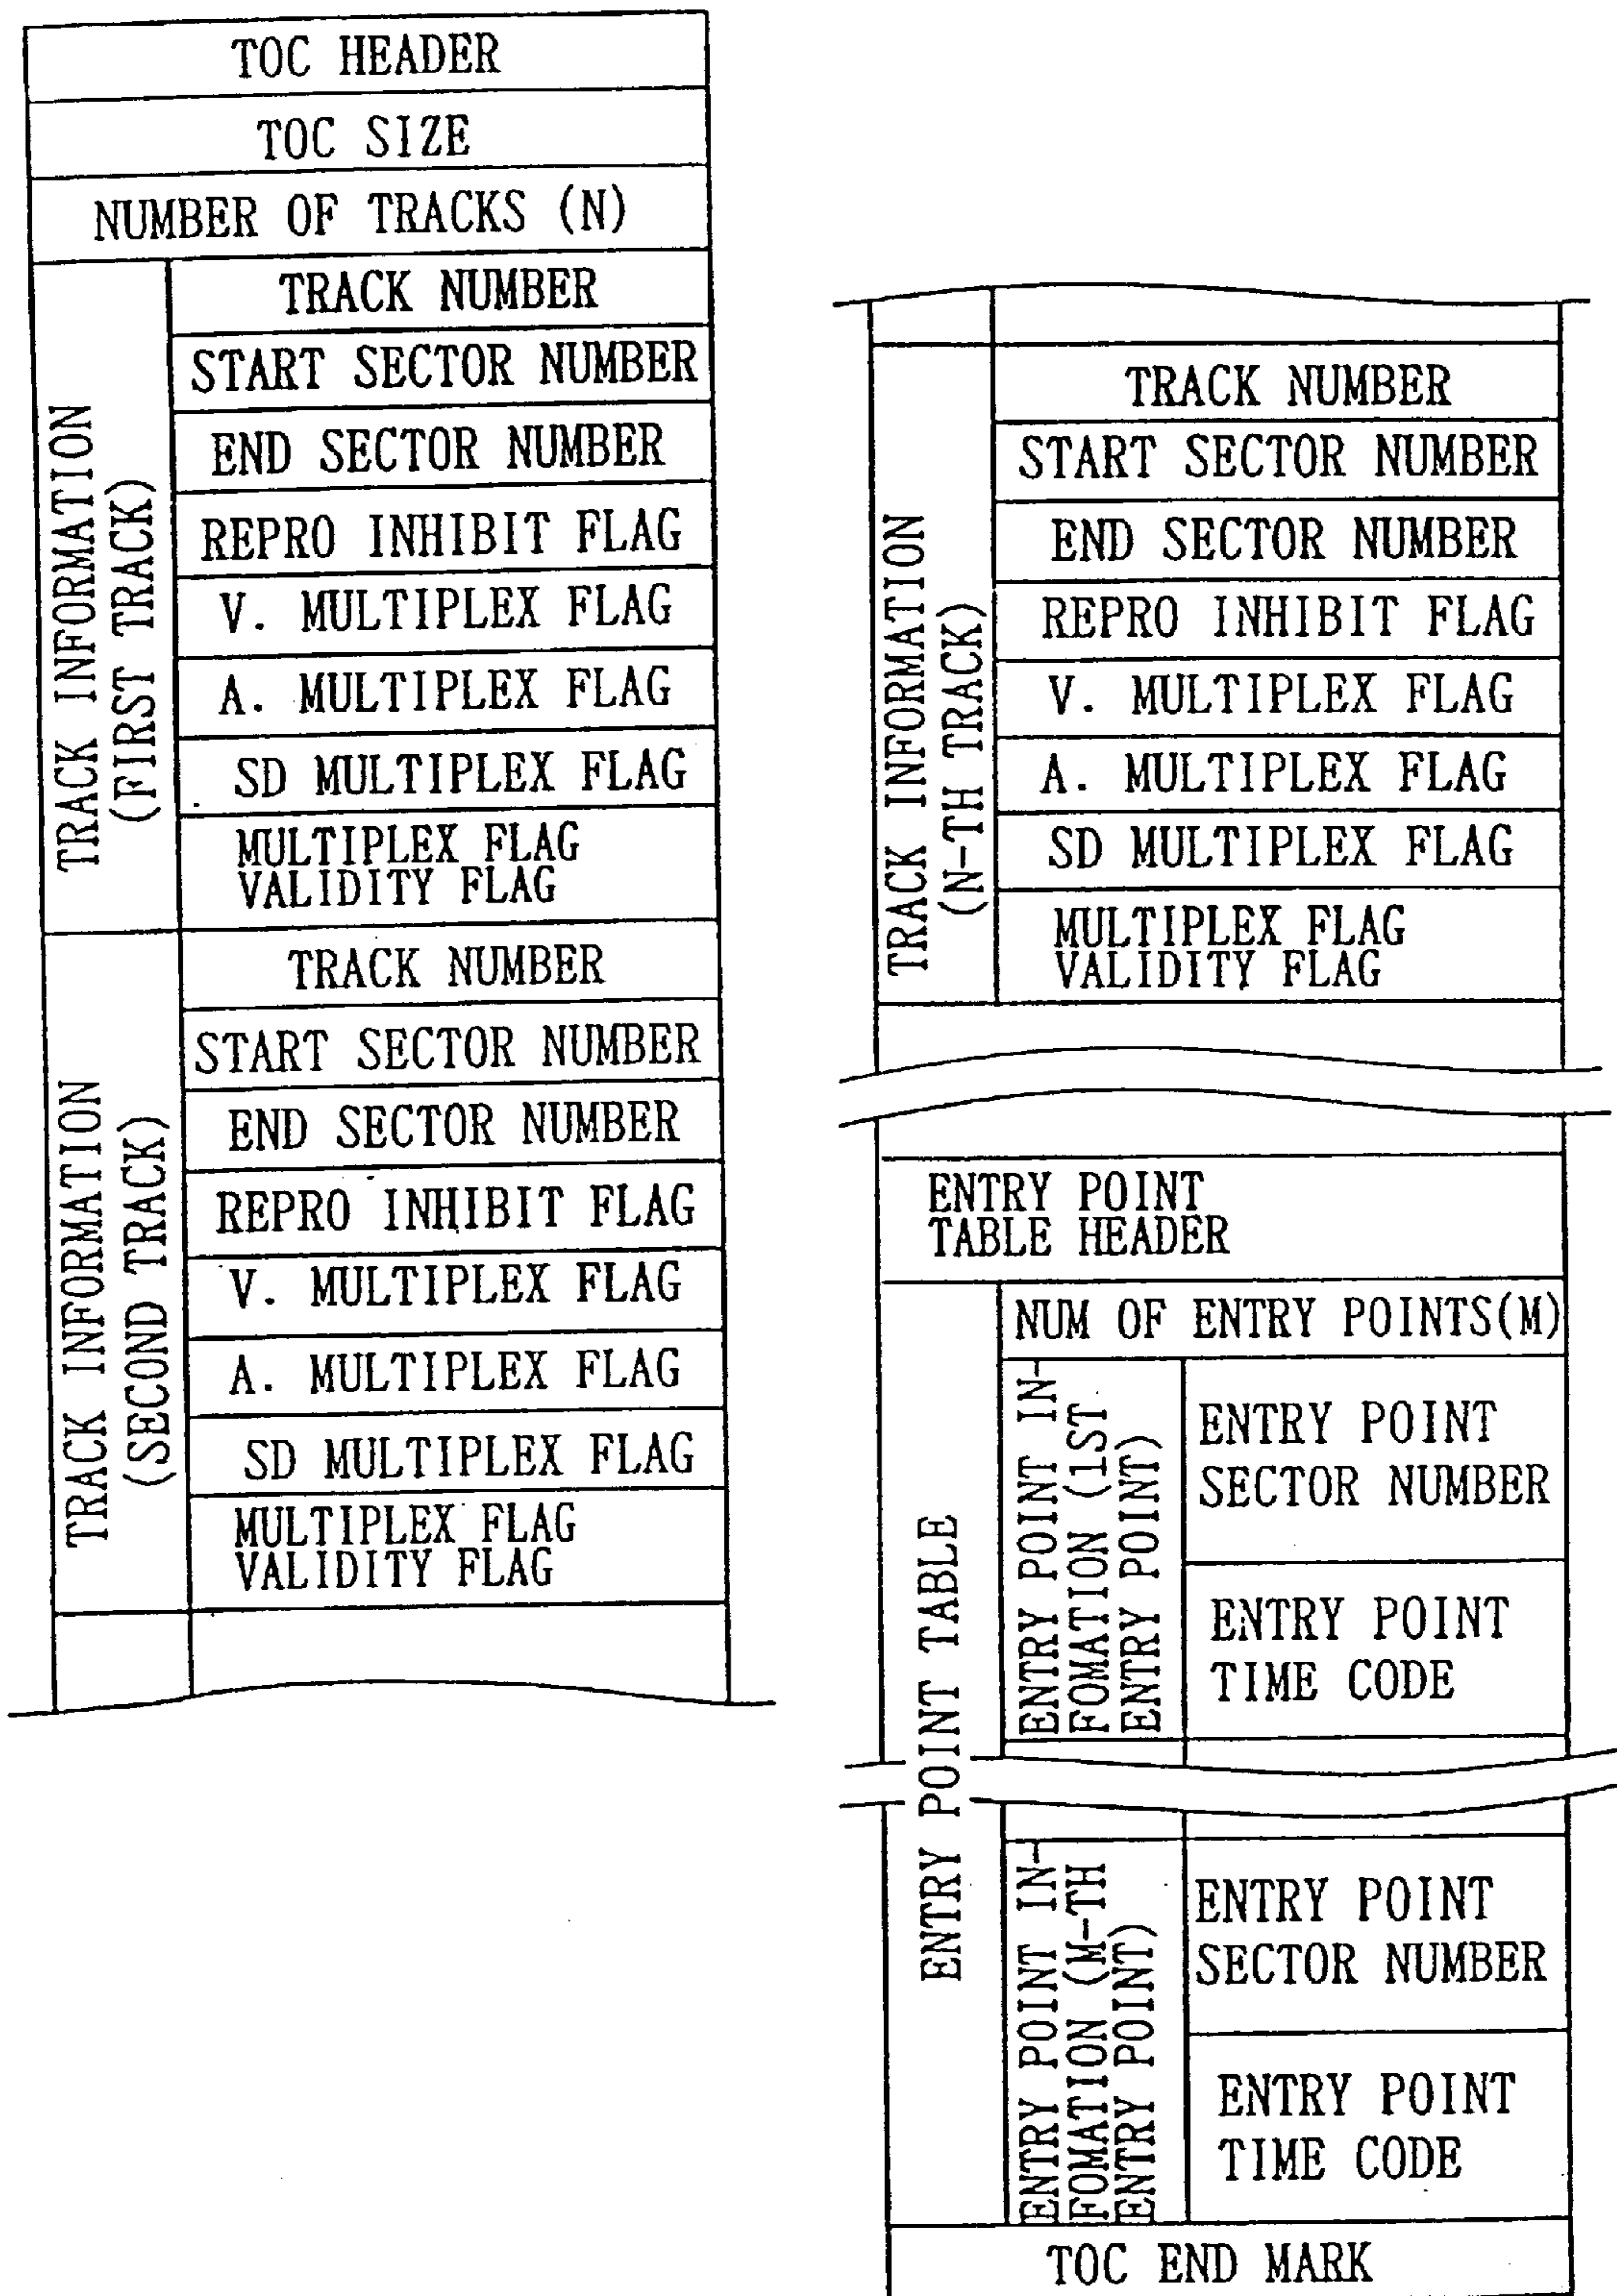 TOC HEADER
TOC SIZE
NUMBER OF TRACKS (N)
TRACK INFORMATION
(FIRST TRACK)
TRACK NUMBER
START SECTOR NUMBER
END SECTOR NUMBER
REPRO INHIBIT FLAG
V. MULTIPLEX FLAG
A. MULTIPLEX FLAG
SD MULTIPLEX FLAG
MULTIPLEX FLAG
VALIDITY FLAG
TRACK INFORMATION
(SECOND TRACK)
TRACK NUMBER
START SECTOR NUMBER
END SECTOR NUMBER
REPRO INHIBIT FLAG
V. MULTIPLEX FLAG
A. MULTIPLEX FLAG
SD MULTIPLEX FLAG
MULTIPLEX FLAG
VALIDITY FLAG
TRACK INFORMATION
(N-TH TRACK)
TRACK NUMBER
START SECTOR NUMBER
END SECTOR NUMBER
REPRO INHIBIT FLAG
V. MULTIPLEX FLAG
A. MULTIPLEX FLAG
SD MULTIPLEX FLAG
MULTIPLEX FLAG
VALIDITY FLAG
ENTRY POINT
TABLE HEADER
ENTRY POINT TABLE
NUM OF ENTRY POINTS(M)
ENTRY POINT IN-
FOMATION (1ST
ENTRY POINT)
ENTRY POINT
SECTOR NUMBER
ENTRY POINT
TIME CODE
ENTRY POINT IN-
FOMATION (M-TH
ENTRY POINT)
ENTRY POINT
SECTOR NUMBER
ENTRY POINT
TIME CODE
TOC END MARK